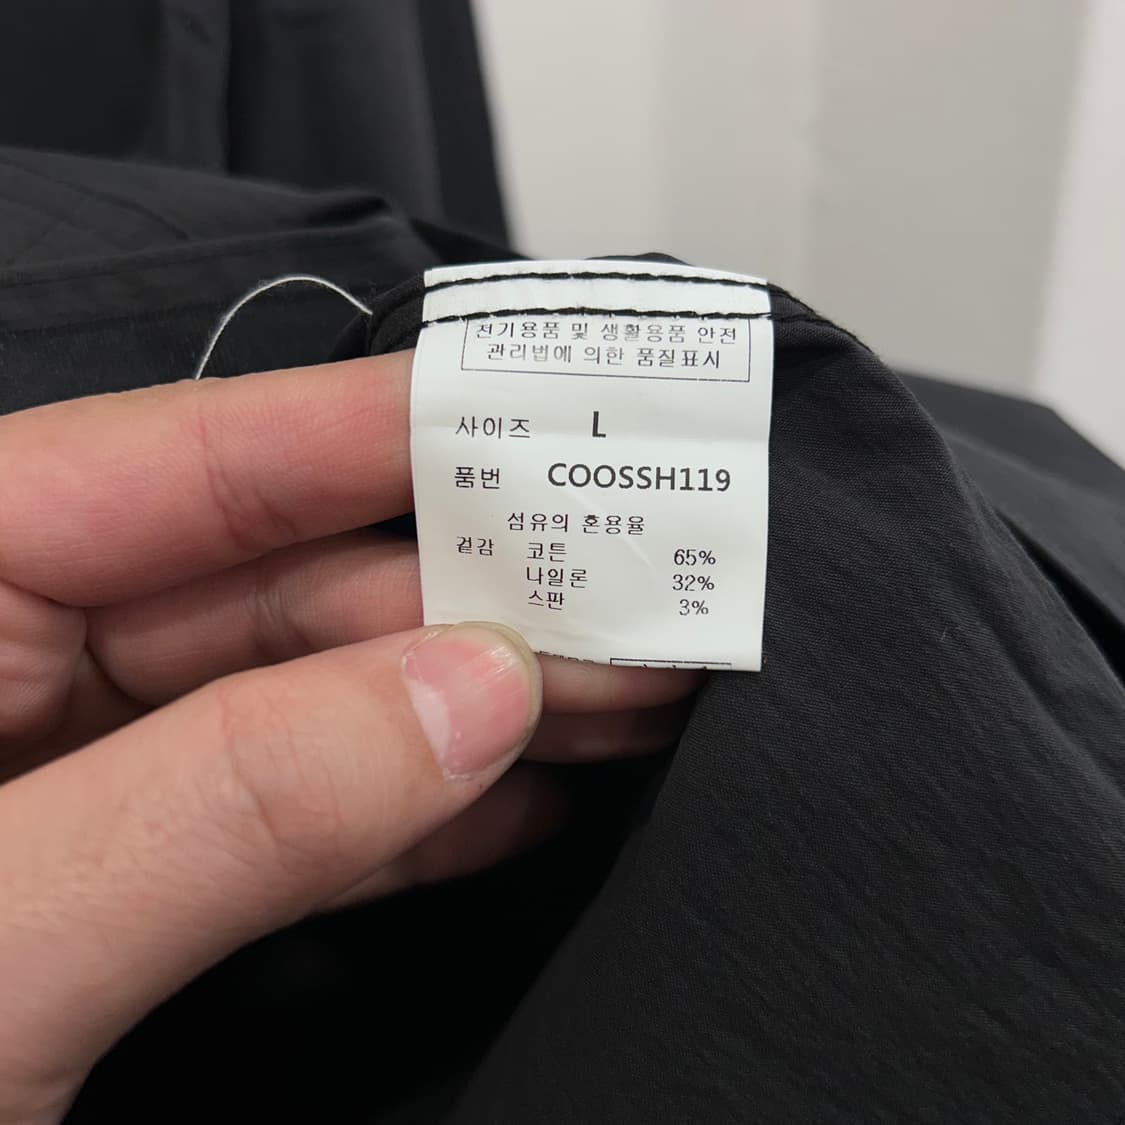 전기용품 및 생활용품 안전
관리법에 의한 품질표시
사이즈 L
품번 COOSSH119
섬유의 혼용율
겉감 코튼 65%
나일론 32%
스판 3%